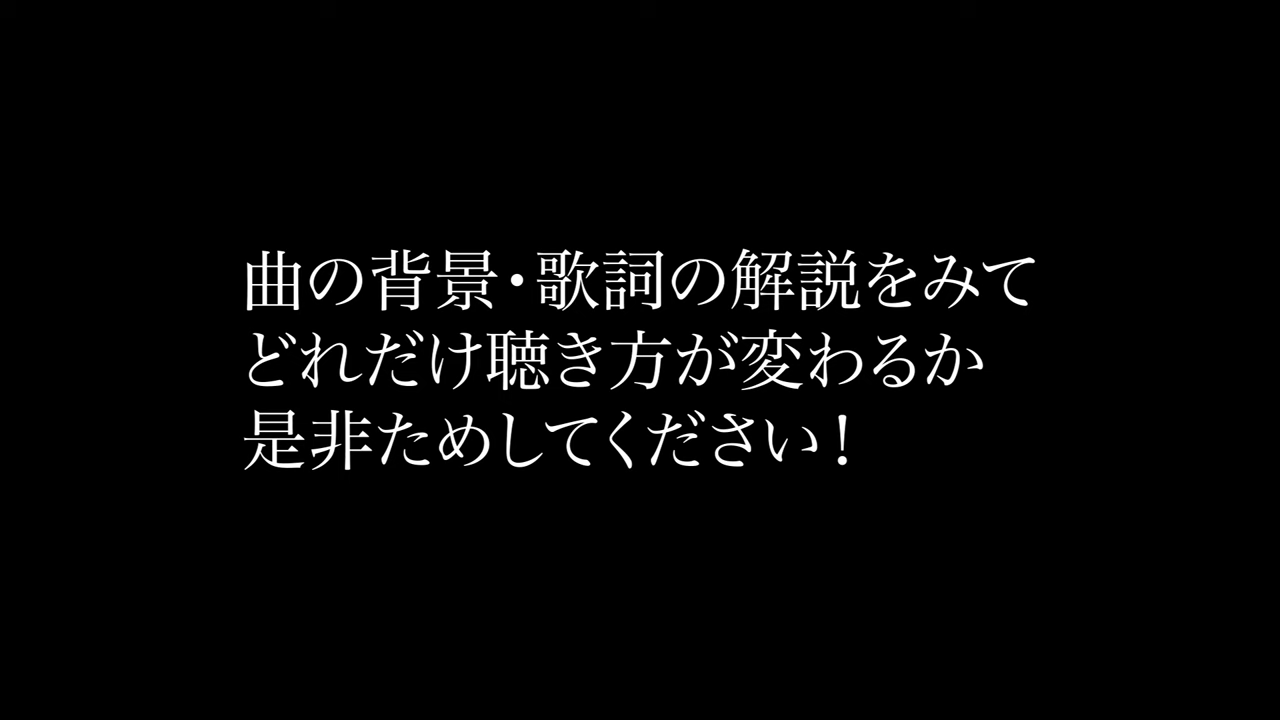 曲の背景・歌詞の解説をみて
どれだけ聴き方が変わるか
是非ためしてください！